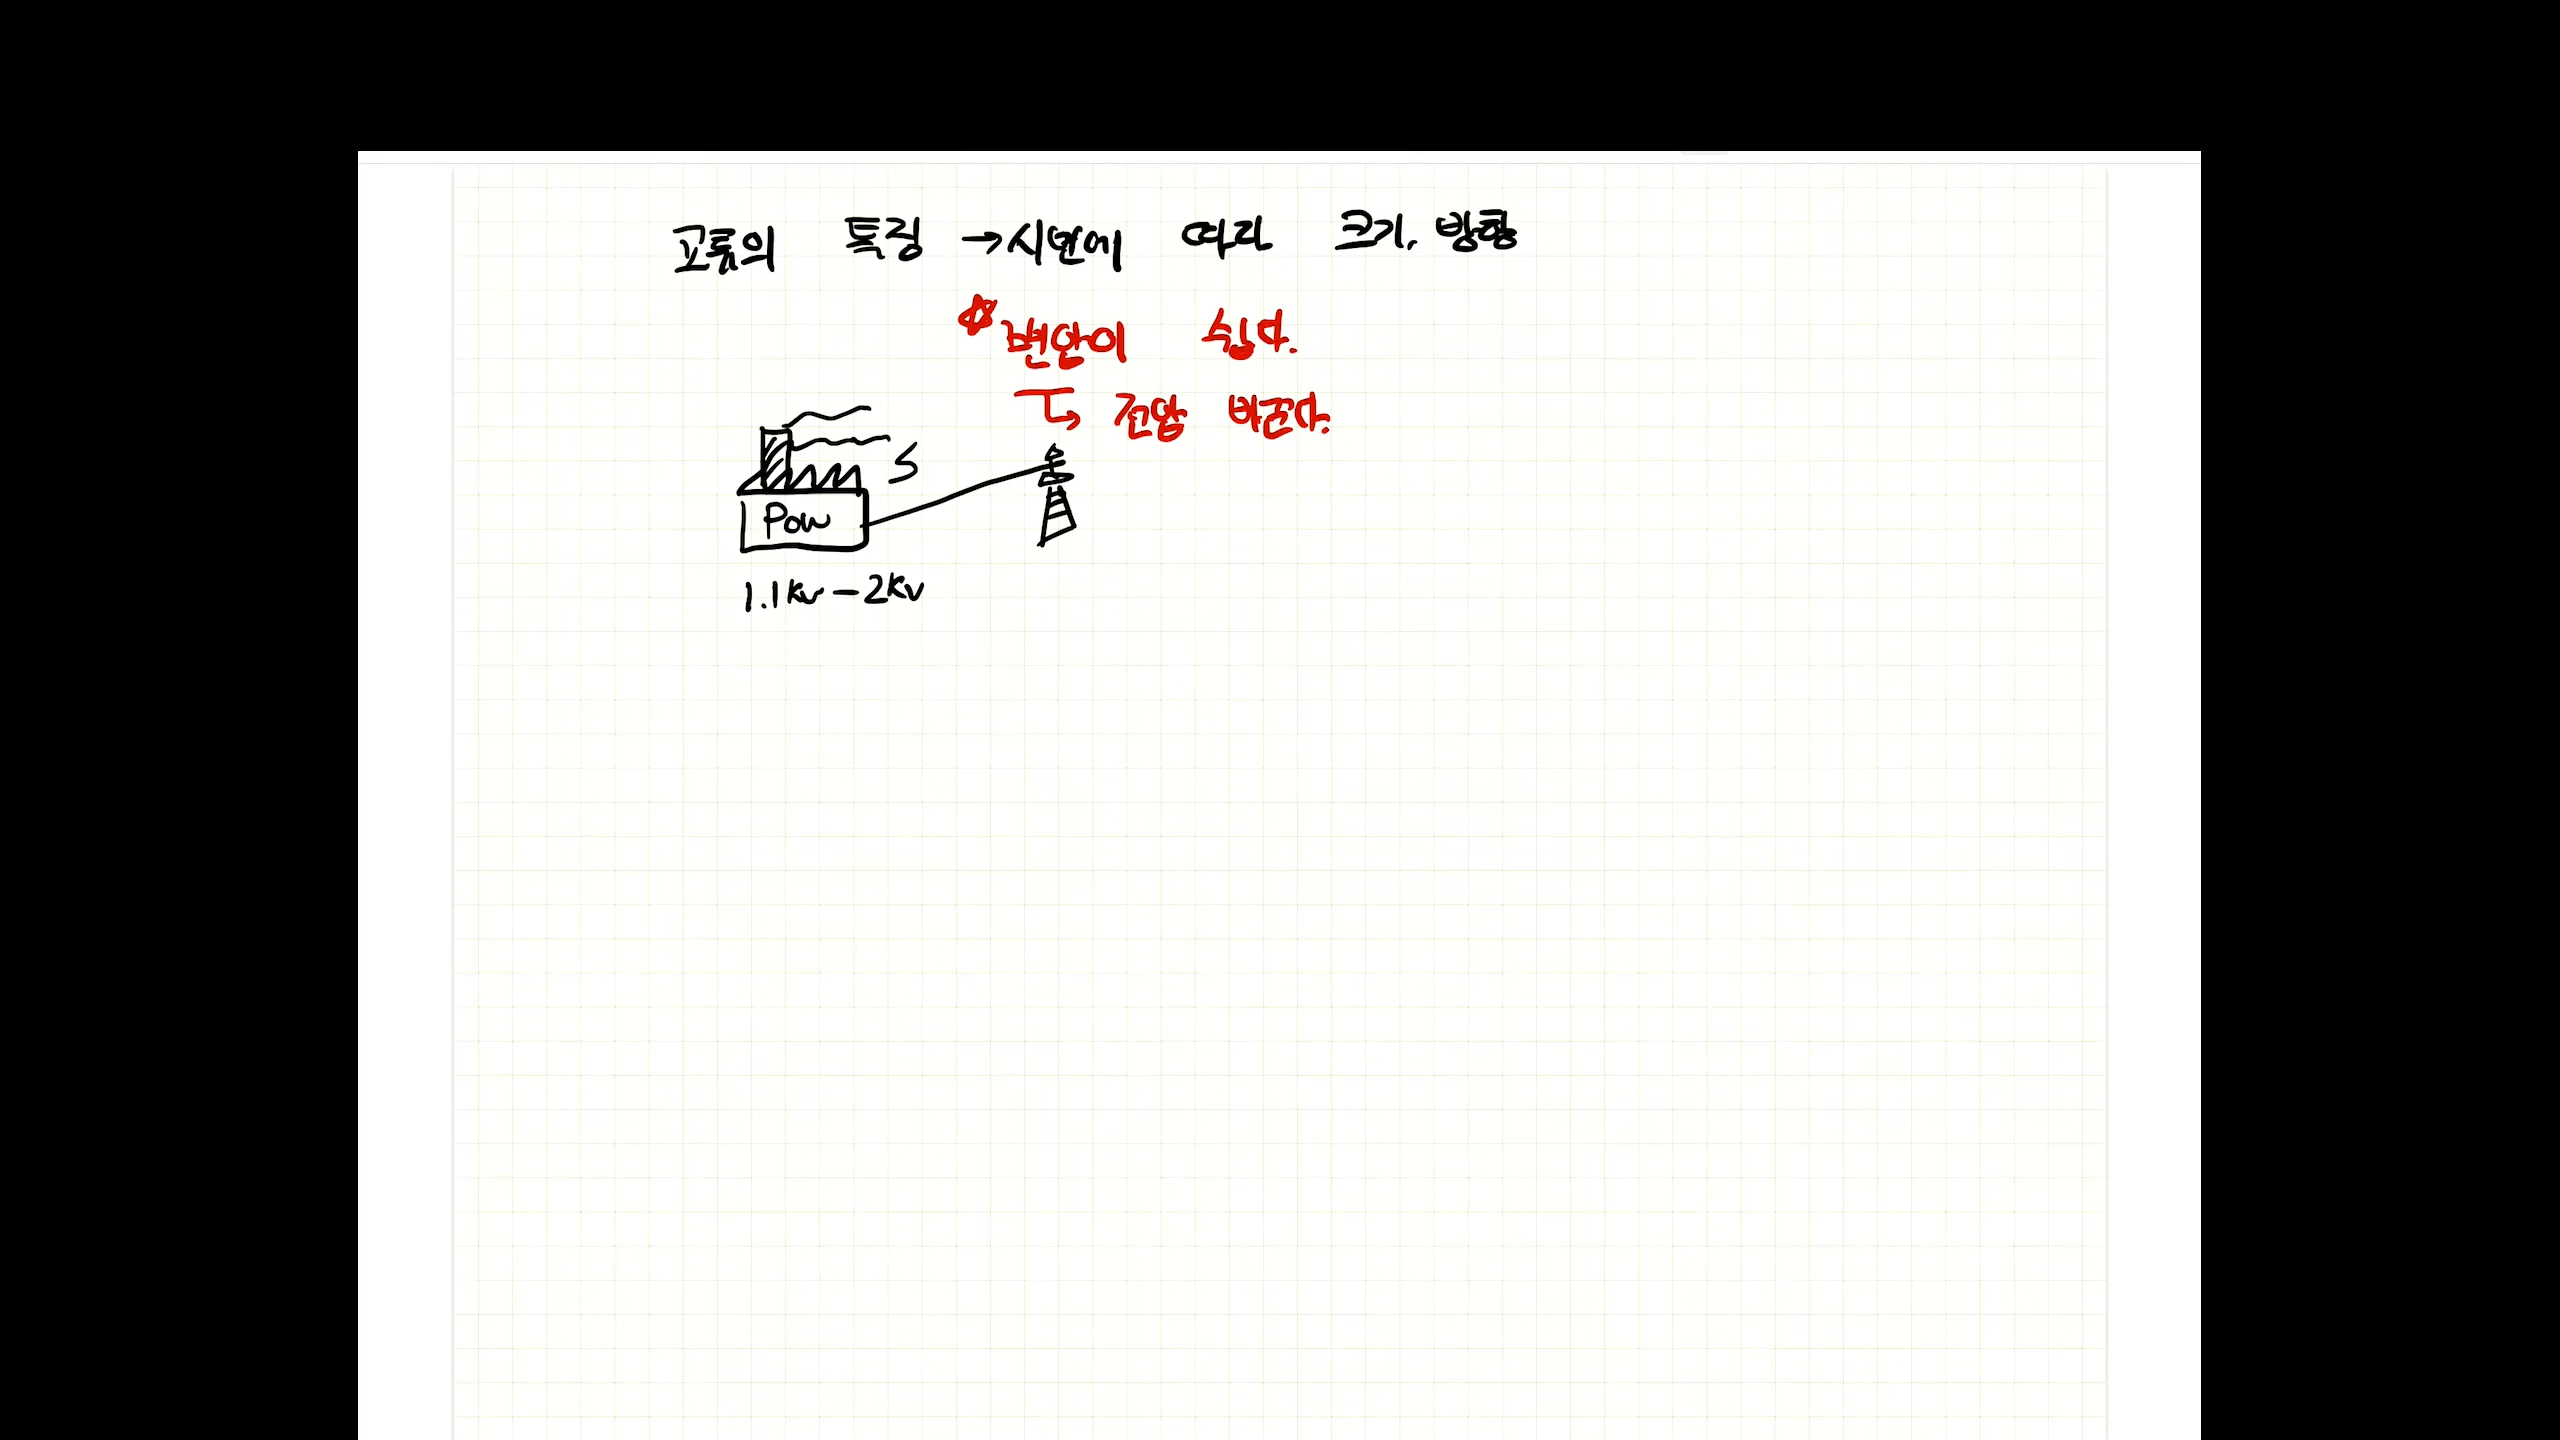 교류의 특징 → 시간에 따라 크기, 방향
☆ 변압이 쉽다.
↳ 전압 바꾼다.
S
Pow
1.1kv - 2kv